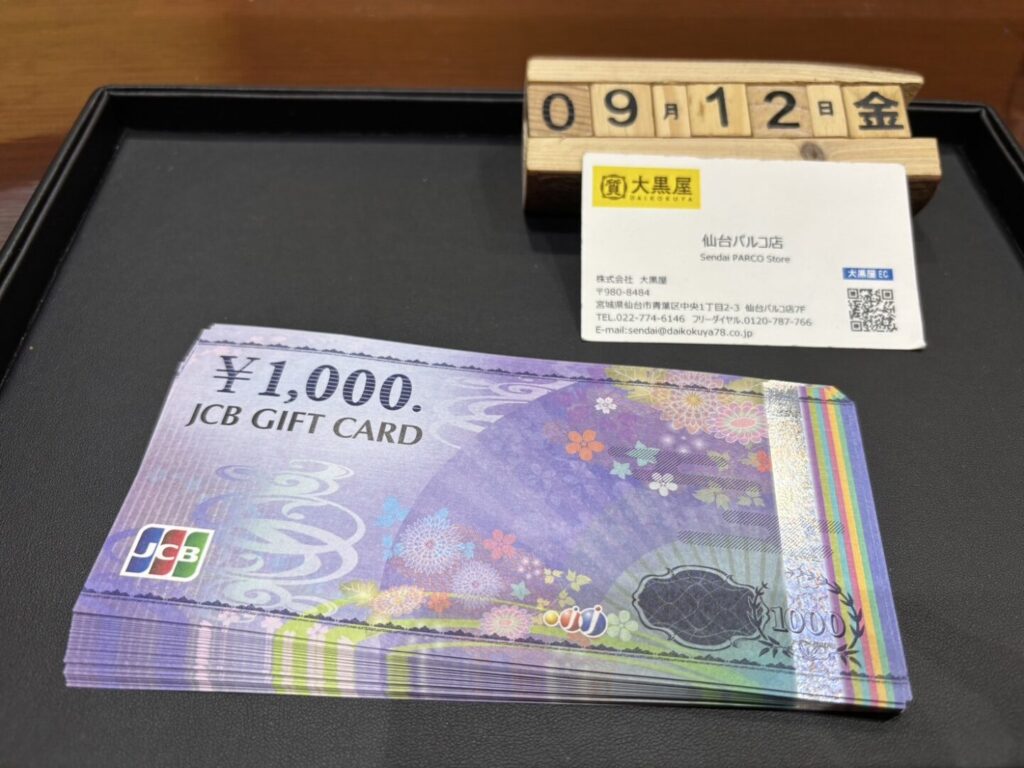 09月12日金
質 大黒屋
DAIKOKUYA
仙台パルコ店
Sendai PARCO Store
大黒屋 EC
株式会社 大黒屋
〒980-8484
宮城県仙台市青葉区中央1丁目2-3 仙台パルコ店7F
TEL.022-774-6146 フリーダイヤル.0120-787-766
E-mail:sendai@daikokuya78.co.jp
¥1,000.
JCB GIFT CARD
JCB
1000